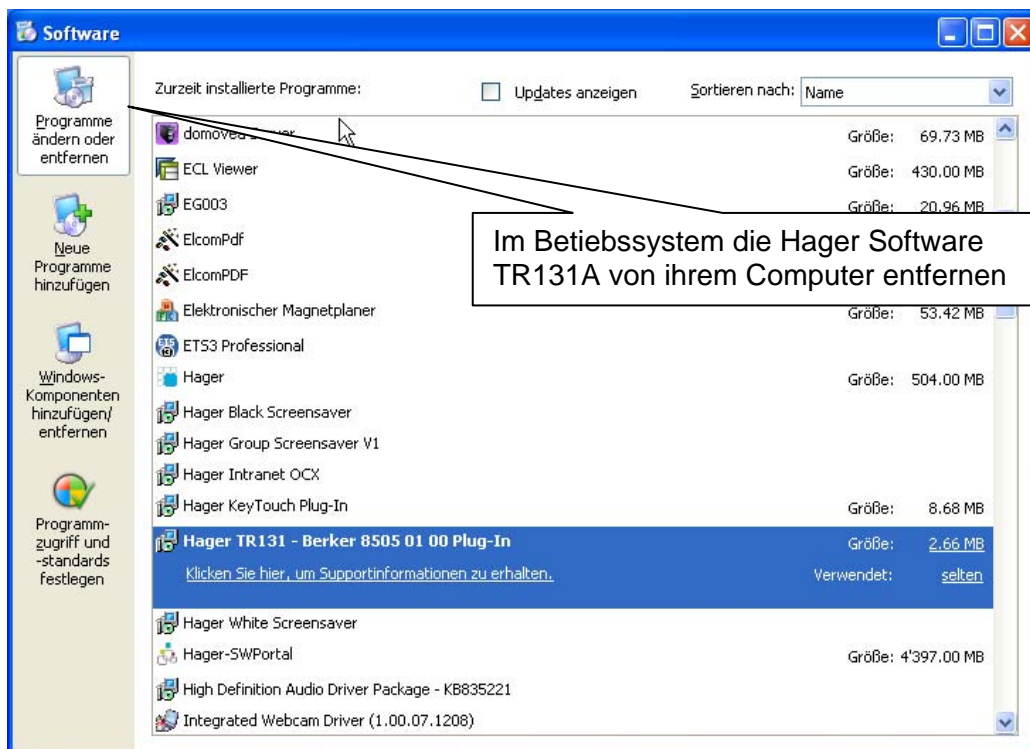 Software
Programme
ändern oder
entfernen
Neue
Programme
hinzufügen
Windows-
Komponenten
hinzufügen/
entfernen
Programm-
zugriff und
-standards
festlegen
Zurzeit installierte Programme:
Updates anzeigen
Sortieren nach: Name
domovea Größe: 69.73 MB
ECL Viewer Größe: 430.00 MB
EG003 Größe: 20.96 MB
ElcomPdf
ElcomPDF
Im Betiebssystem die Hager Software
TR131A von ihrem Computer entfernen
Elektronischer Magnetplaner Größe: 53.42 MB
ETS3 Professional
Hager Größe: 504.00 MB
Hager Black Screensaver
Hager Group Screensaver V1
Hager Intranet OCX
Hager KeyTouch Plug-In Größe: 8.68 MB
Hager TR131 - Berker 8505 01 00 Plug-In Größe: 2.66 MB
Klicken Sie hier, um Supportinformationen zu erhalten. Verwendet: selten
Hager White Screensaver
Hager-SWPortal Größe: 4'397.00 MB
High Definition Audio Driver Package - KB835221
Integrated Webcam Driver (1.00.07.1208)